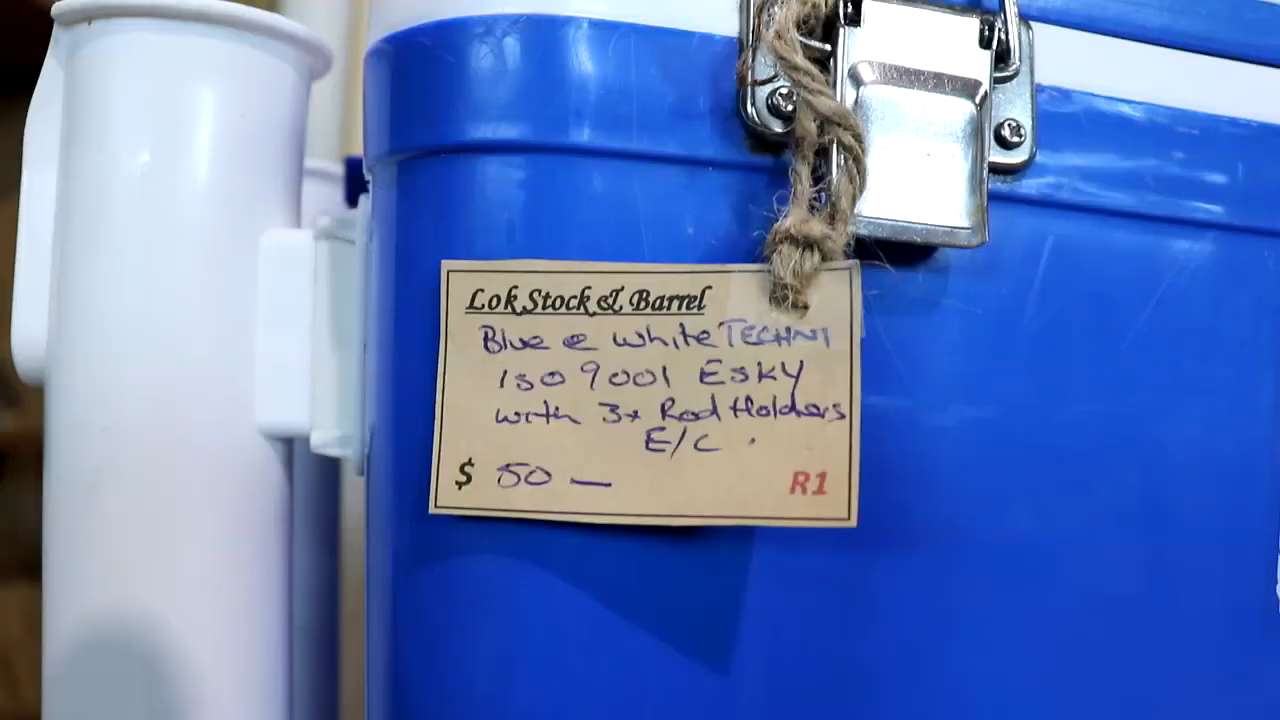 Lok Stock & Barrel
Blue & White TECHNI
ISO 9001 ESKY
with 3x Rod Holders
E/C .
$ 50 —
R1